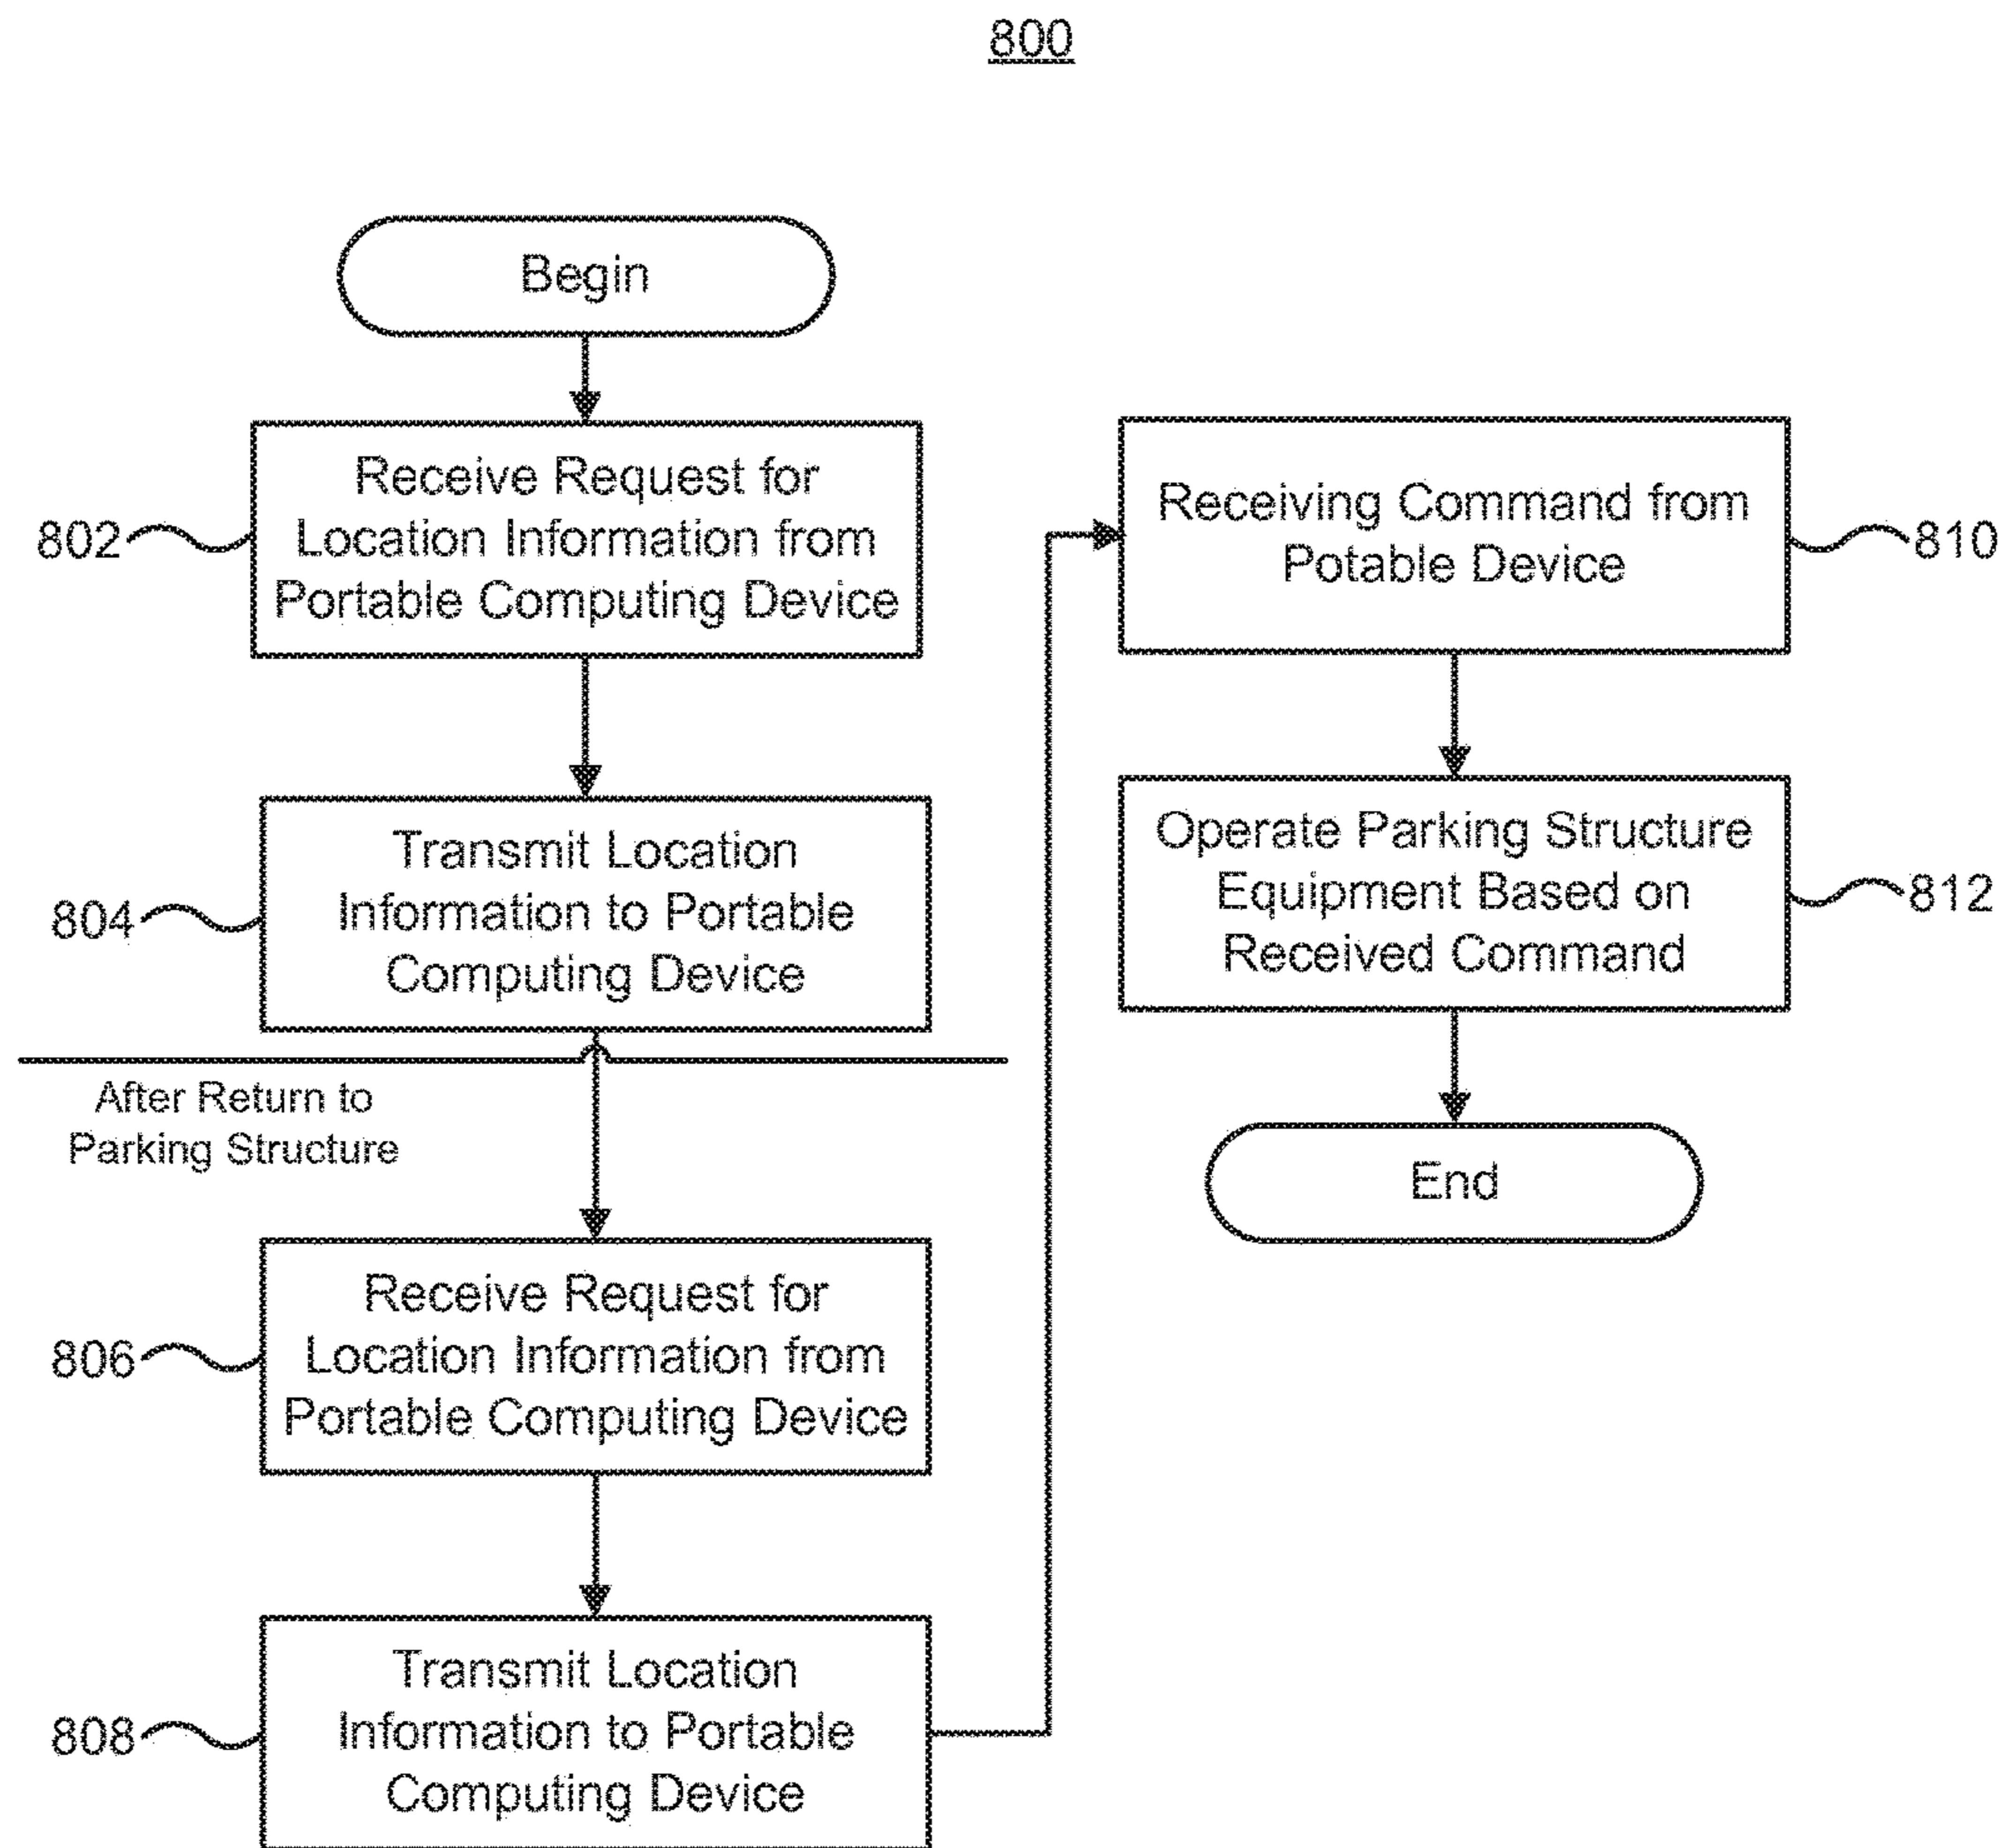 800
Begin
802
Receive Request for
Location Information from
Portable Computing Device
804
Transmit Location
Information to Portable
Computing Device
After Return to
Parking Structure
806
Receive Request for
Location Information from
Portable Computing Device
808
Transmit Location
Information to Portable
Computing Device
Receiving Command from
Potable Device
810
Operate Parking Structure
Equipment Based on
Received Command
812
End